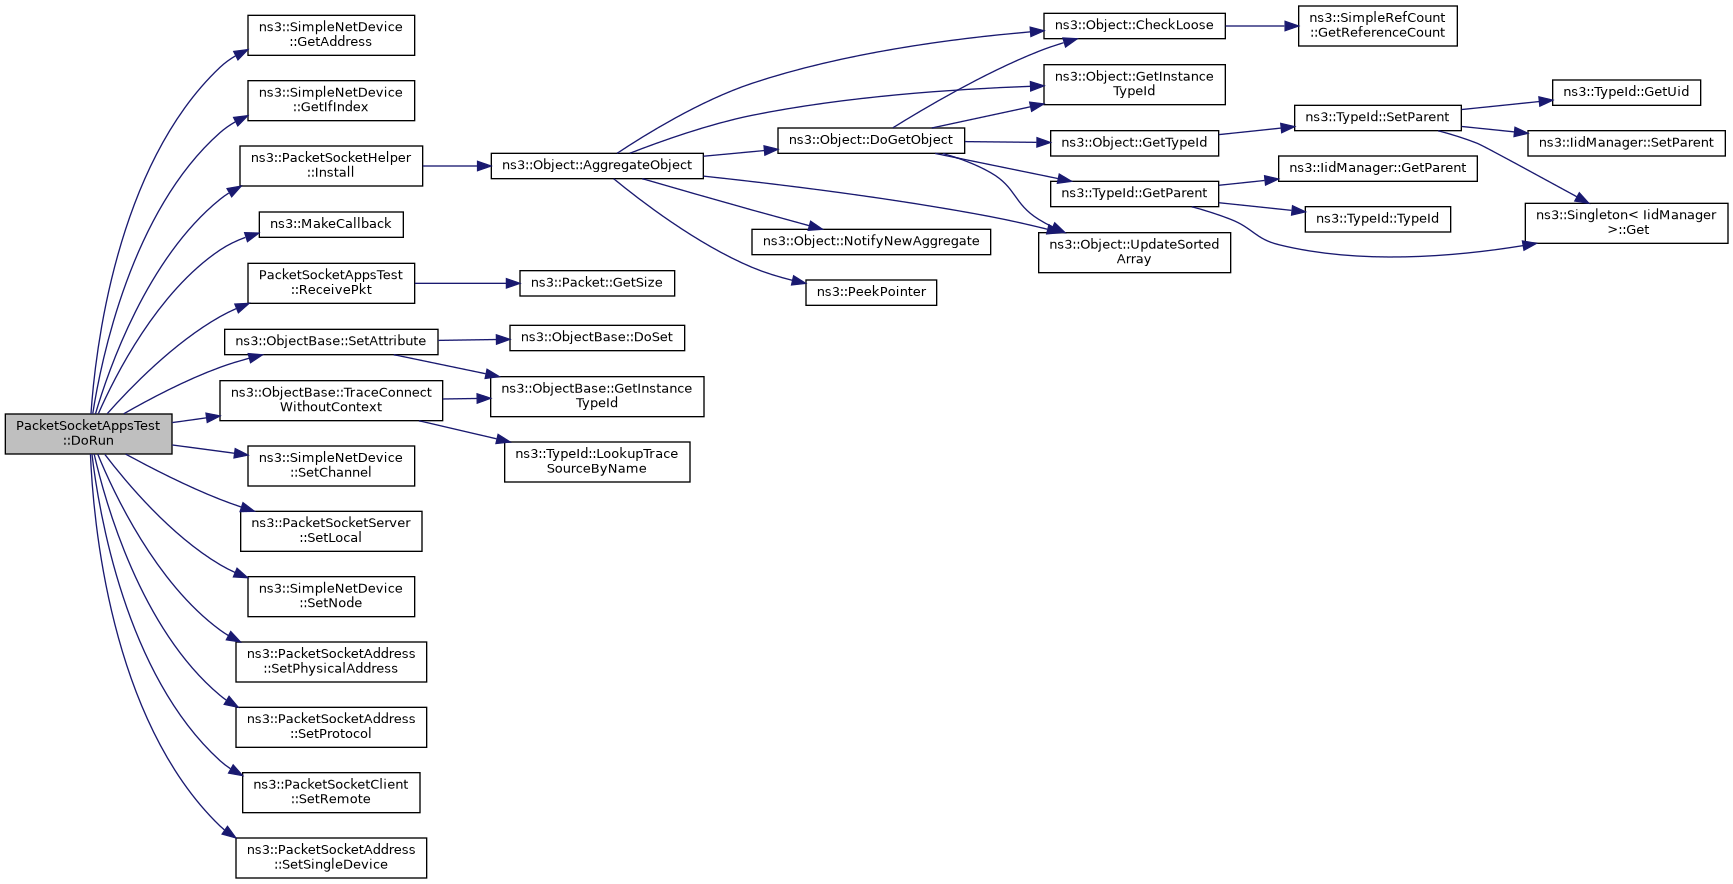 PacketSocketAppsTest
::DoRun
ns3::SimpleNetDevice
::GetAddress
ns3::SimpleNetDevice
::GetIfIndex
ns3::PacketSocketHelper
::Install
ns3::MakeCallback
PacketSocketAppsTest
::ReceivePkt
ns3::ObjectBase::SetAttribute
ns3::ObjectBase::TraceConnect
WithoutContext
ns3::SimpleNetDevice
::SetChannel
ns3::PacketSocketServer
::SetLocal
ns3::SimpleNetDevice
::SetNode
ns3::PacketSocketAddress
::SetPhysicalAddress
ns3::PacketSocketAddress
::SetProtocol
ns3::PacketSocketClient
::SetRemote
ns3::PacketSocketAddress
::SetSingleDevice
ns3::Object::AggregateObject
ns3::Packet::GetSize
ns3::ObjectBase::DoSet
ns3::ObjectBase::GetInstance
TypeId
ns3::TypeId::LookupTrace
SourceByName
ns3::Object::DoGetObject
ns3::Object::NotifyNewAggregate
ns3::PeekPointer
ns3::Object::CheckLoose
ns3::Object::GetInstance
TypeId
ns3::Object::GetTypeId
ns3::TypeId::GetParent
ns3::Object::UpdateSorted
Array
ns3::SimpleRefCount
::GetReferenceCount
ns3::TypeId::SetParent
ns3::IidManager::GetParent
ns3::TypeId::TypeId
ns3::TypeId::GetUid
ns3::IidManager::SetParent
ns3::Singleton< IidManager
>::Get